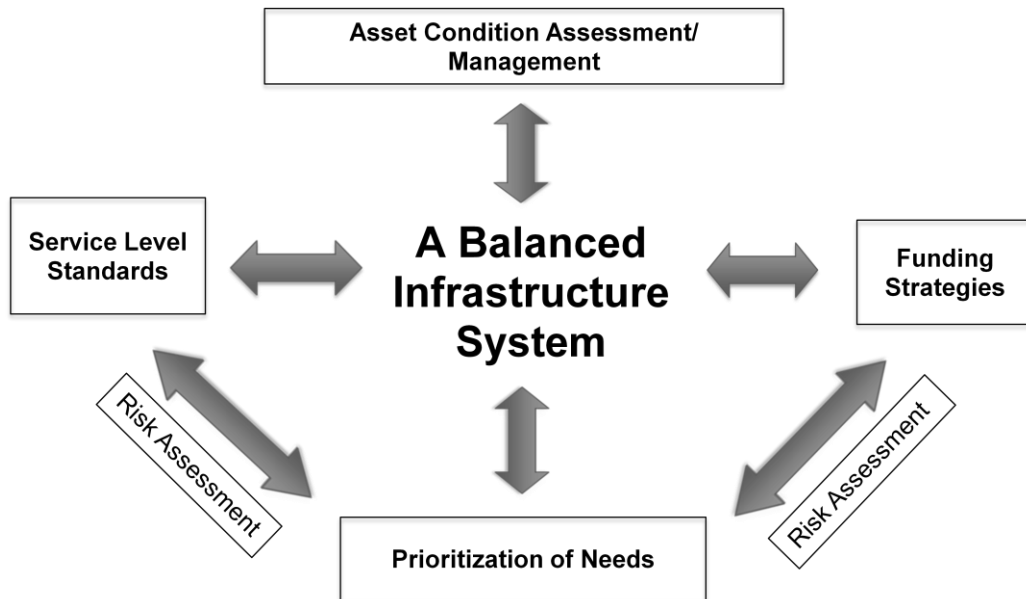 Asset Condition Assessment/
Management
Service Level
Standards
A Balanced
Infrastructure
System
Funding
Strategies
Risk Assessment
Risk Assessment
Prioritization of Needs